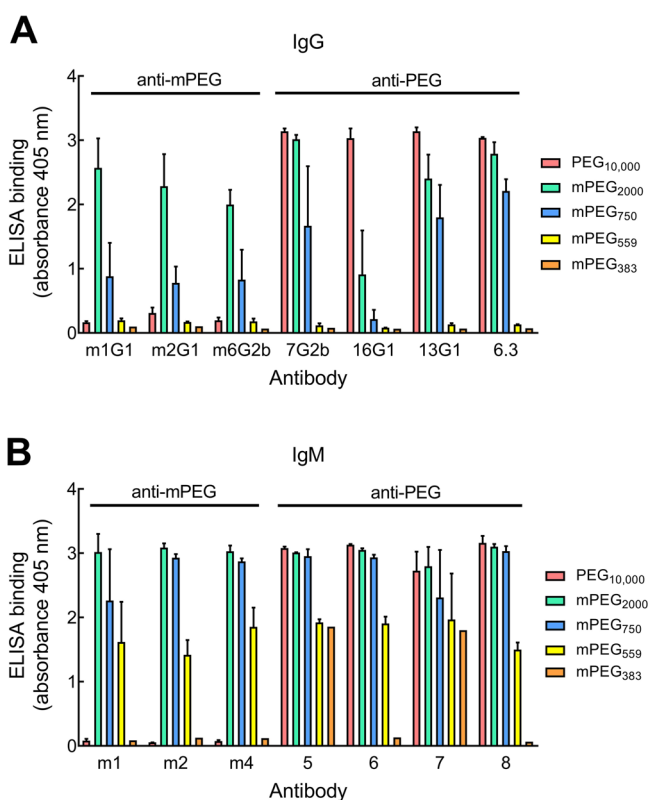 A
IgG
anti-mPEG anti-PEG
4
3
2
1
0
ELISA binding
(absorbance 405 nm)
m1G1 m2G1 m6G2b 7G2b 16G1 13G1 6.3
Antibody
PEG10,000
mPEG2000
mPEG750
mPEG559
mPEG383
B
IgM
anti-mPEG anti-PEG
4
3
2
1
0
ELISA binding
(absorbance 405 nm)
m1 m2 m4 5 6 7 8
Antibody
PEG10,000
mPEG2000
mPEG750
mPEG559
mPEG383